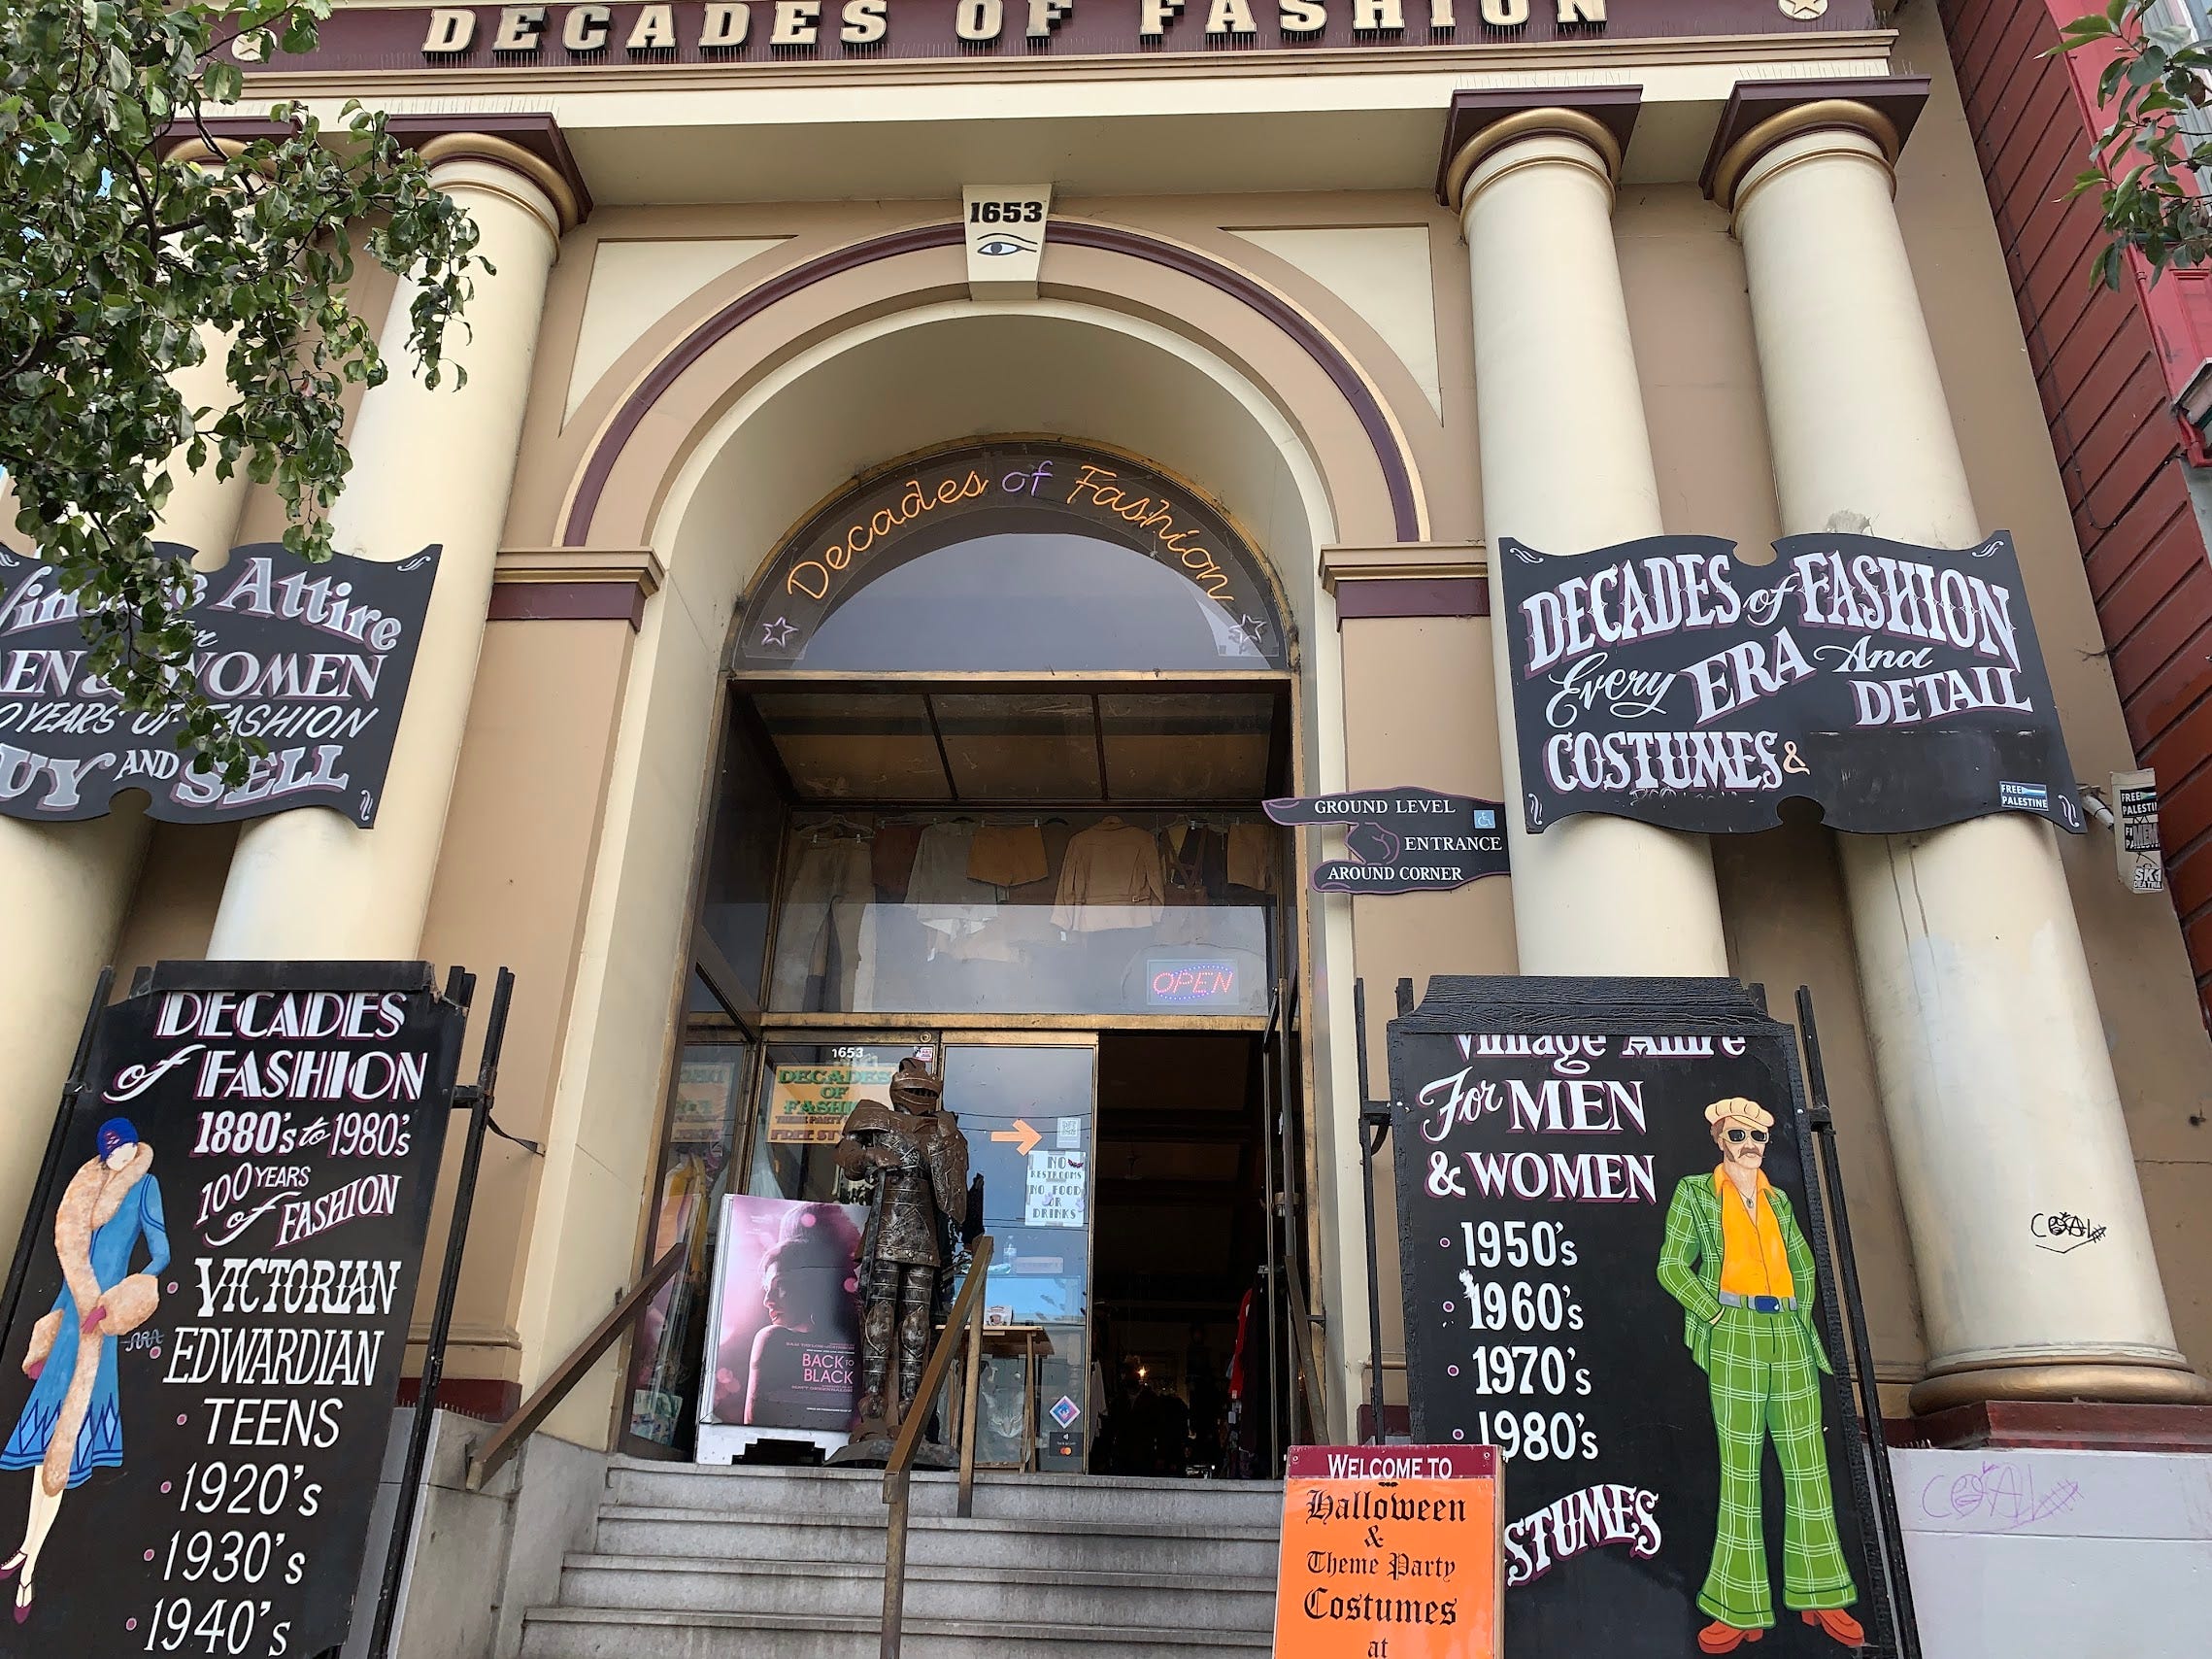 DECADES OF FASHION
1653
Decades of Fashion
Attire
WOMEN
YEARS OF FASHION
AND SELL
DECADES of FASHION
Every ERA And
DETAIL
COSTUMES &
FREE
PALESTINE
GROUND LEVEL
ENTRANCE
AROUND CORNER
OPEN
DECADES
of FASHION
1880's to 1980's
100 YEARS
of FASHION
VICTORIAN
EDWARDIAN
TEENS
1920's
1930's
1940's
1653
DECADES
OF
NO
RESTROOMS
NO FOOD
OR
DRINKS
BACK TO
BLACK
Vintage Attire
For MEN
& WOMEN
1950's
1960's
1970's
1980's
STUMES
WELCOME TO
Halloween
&
Theme Party
Costumes
at